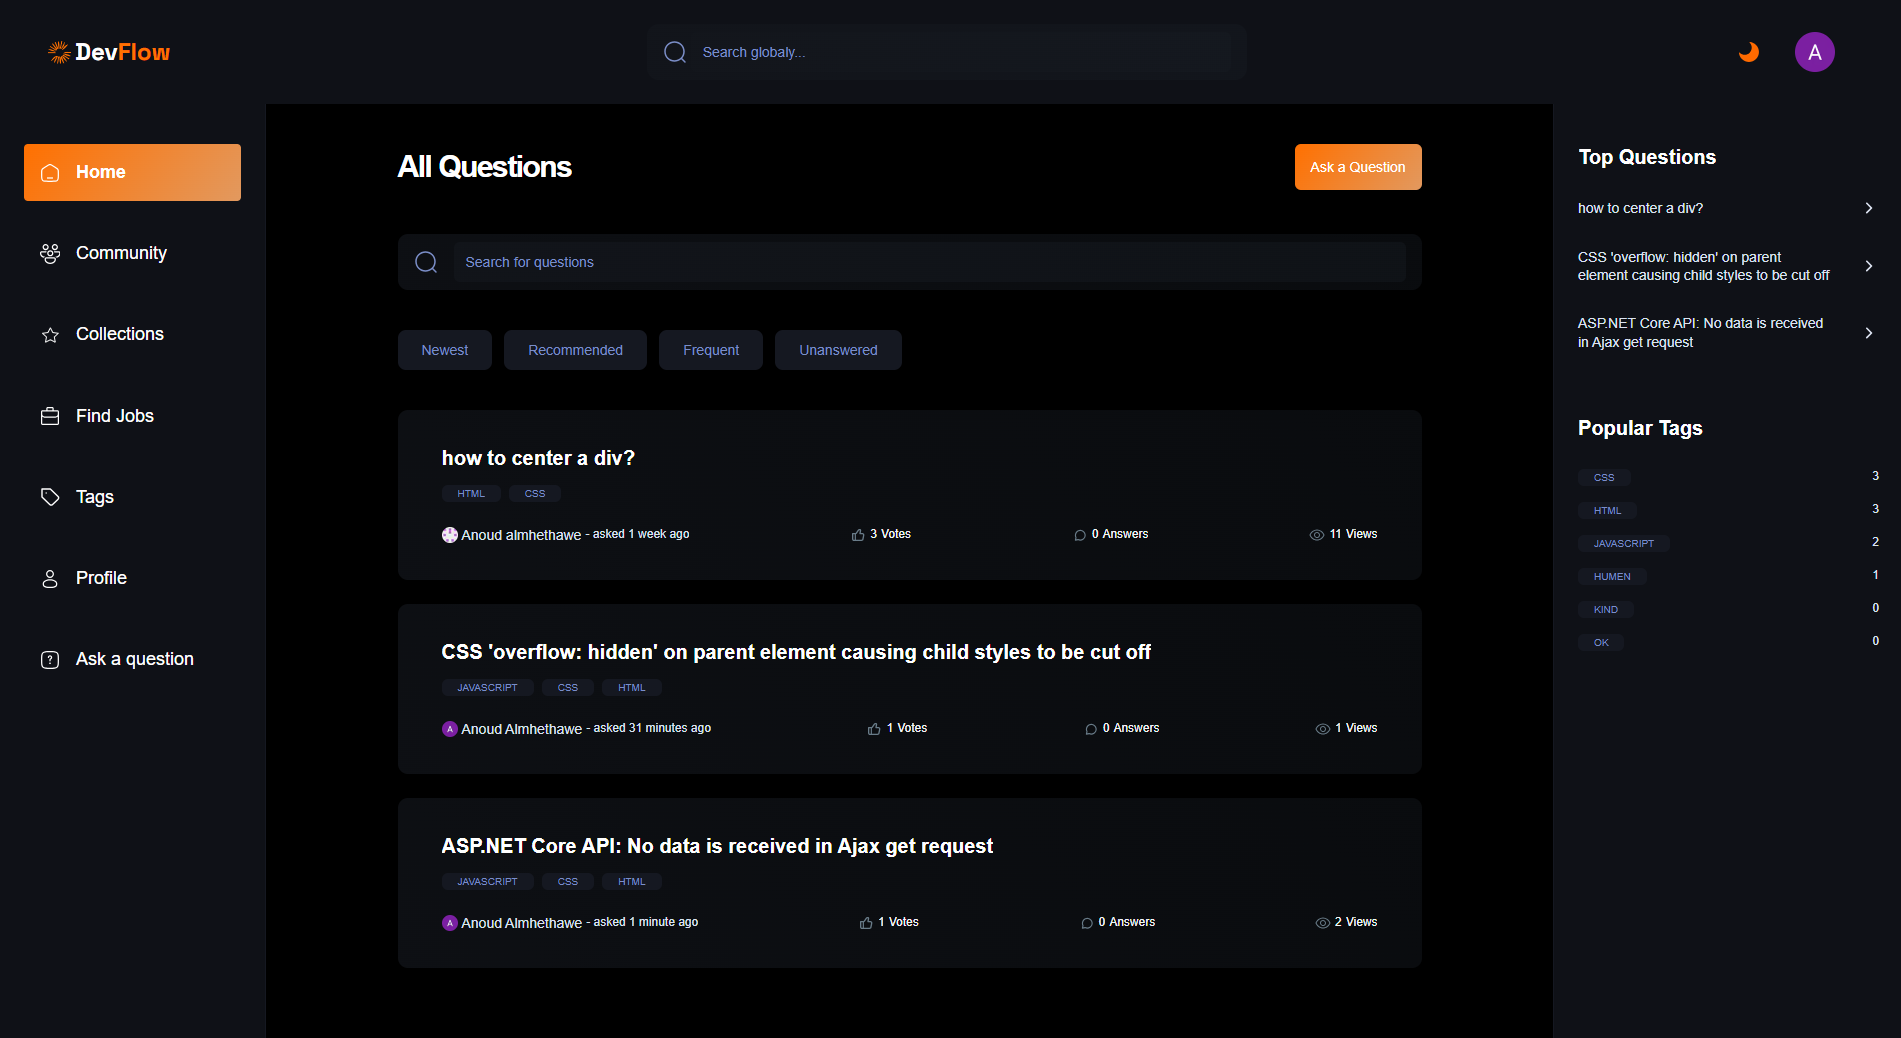 DevFlow
Search globaly...
A
Home
Community
Collections
Find Jobs
Tags
Profile
Ask a question
All Questions
Ask a Question
Search for questions
Newest Recommended Frequent Unanswered
how to center a div?
HTML CSS
Anoud almhethawe - asked 1 week ago 3 Votes 0 Answers 11 Views
CSS 'overflow: hidden' on parent element causing child styles to be cut off
JAVASCRIPT CSS HTML
A Anoud Almhethawe - asked 31 minutes ago 1 Votes 0 Answers 1 Views
ASP.NET Core API: No data is received in Ajax get request
JAVASCRIPT CSS HTML
A Anoud Almhethawe - asked 1 minute ago 1 Votes 0 Answers 2 Views
Top Questions
how to center a div?
CSS 'overflow: hidden' on parent
element causing child styles to be cut off
ASP.NET Core API: No data is received
in Ajax get request
Popular Tags
CSS 3
HTML 3
JAVASCRIPT 2
HUMEN 1
KIND 0
OK 0